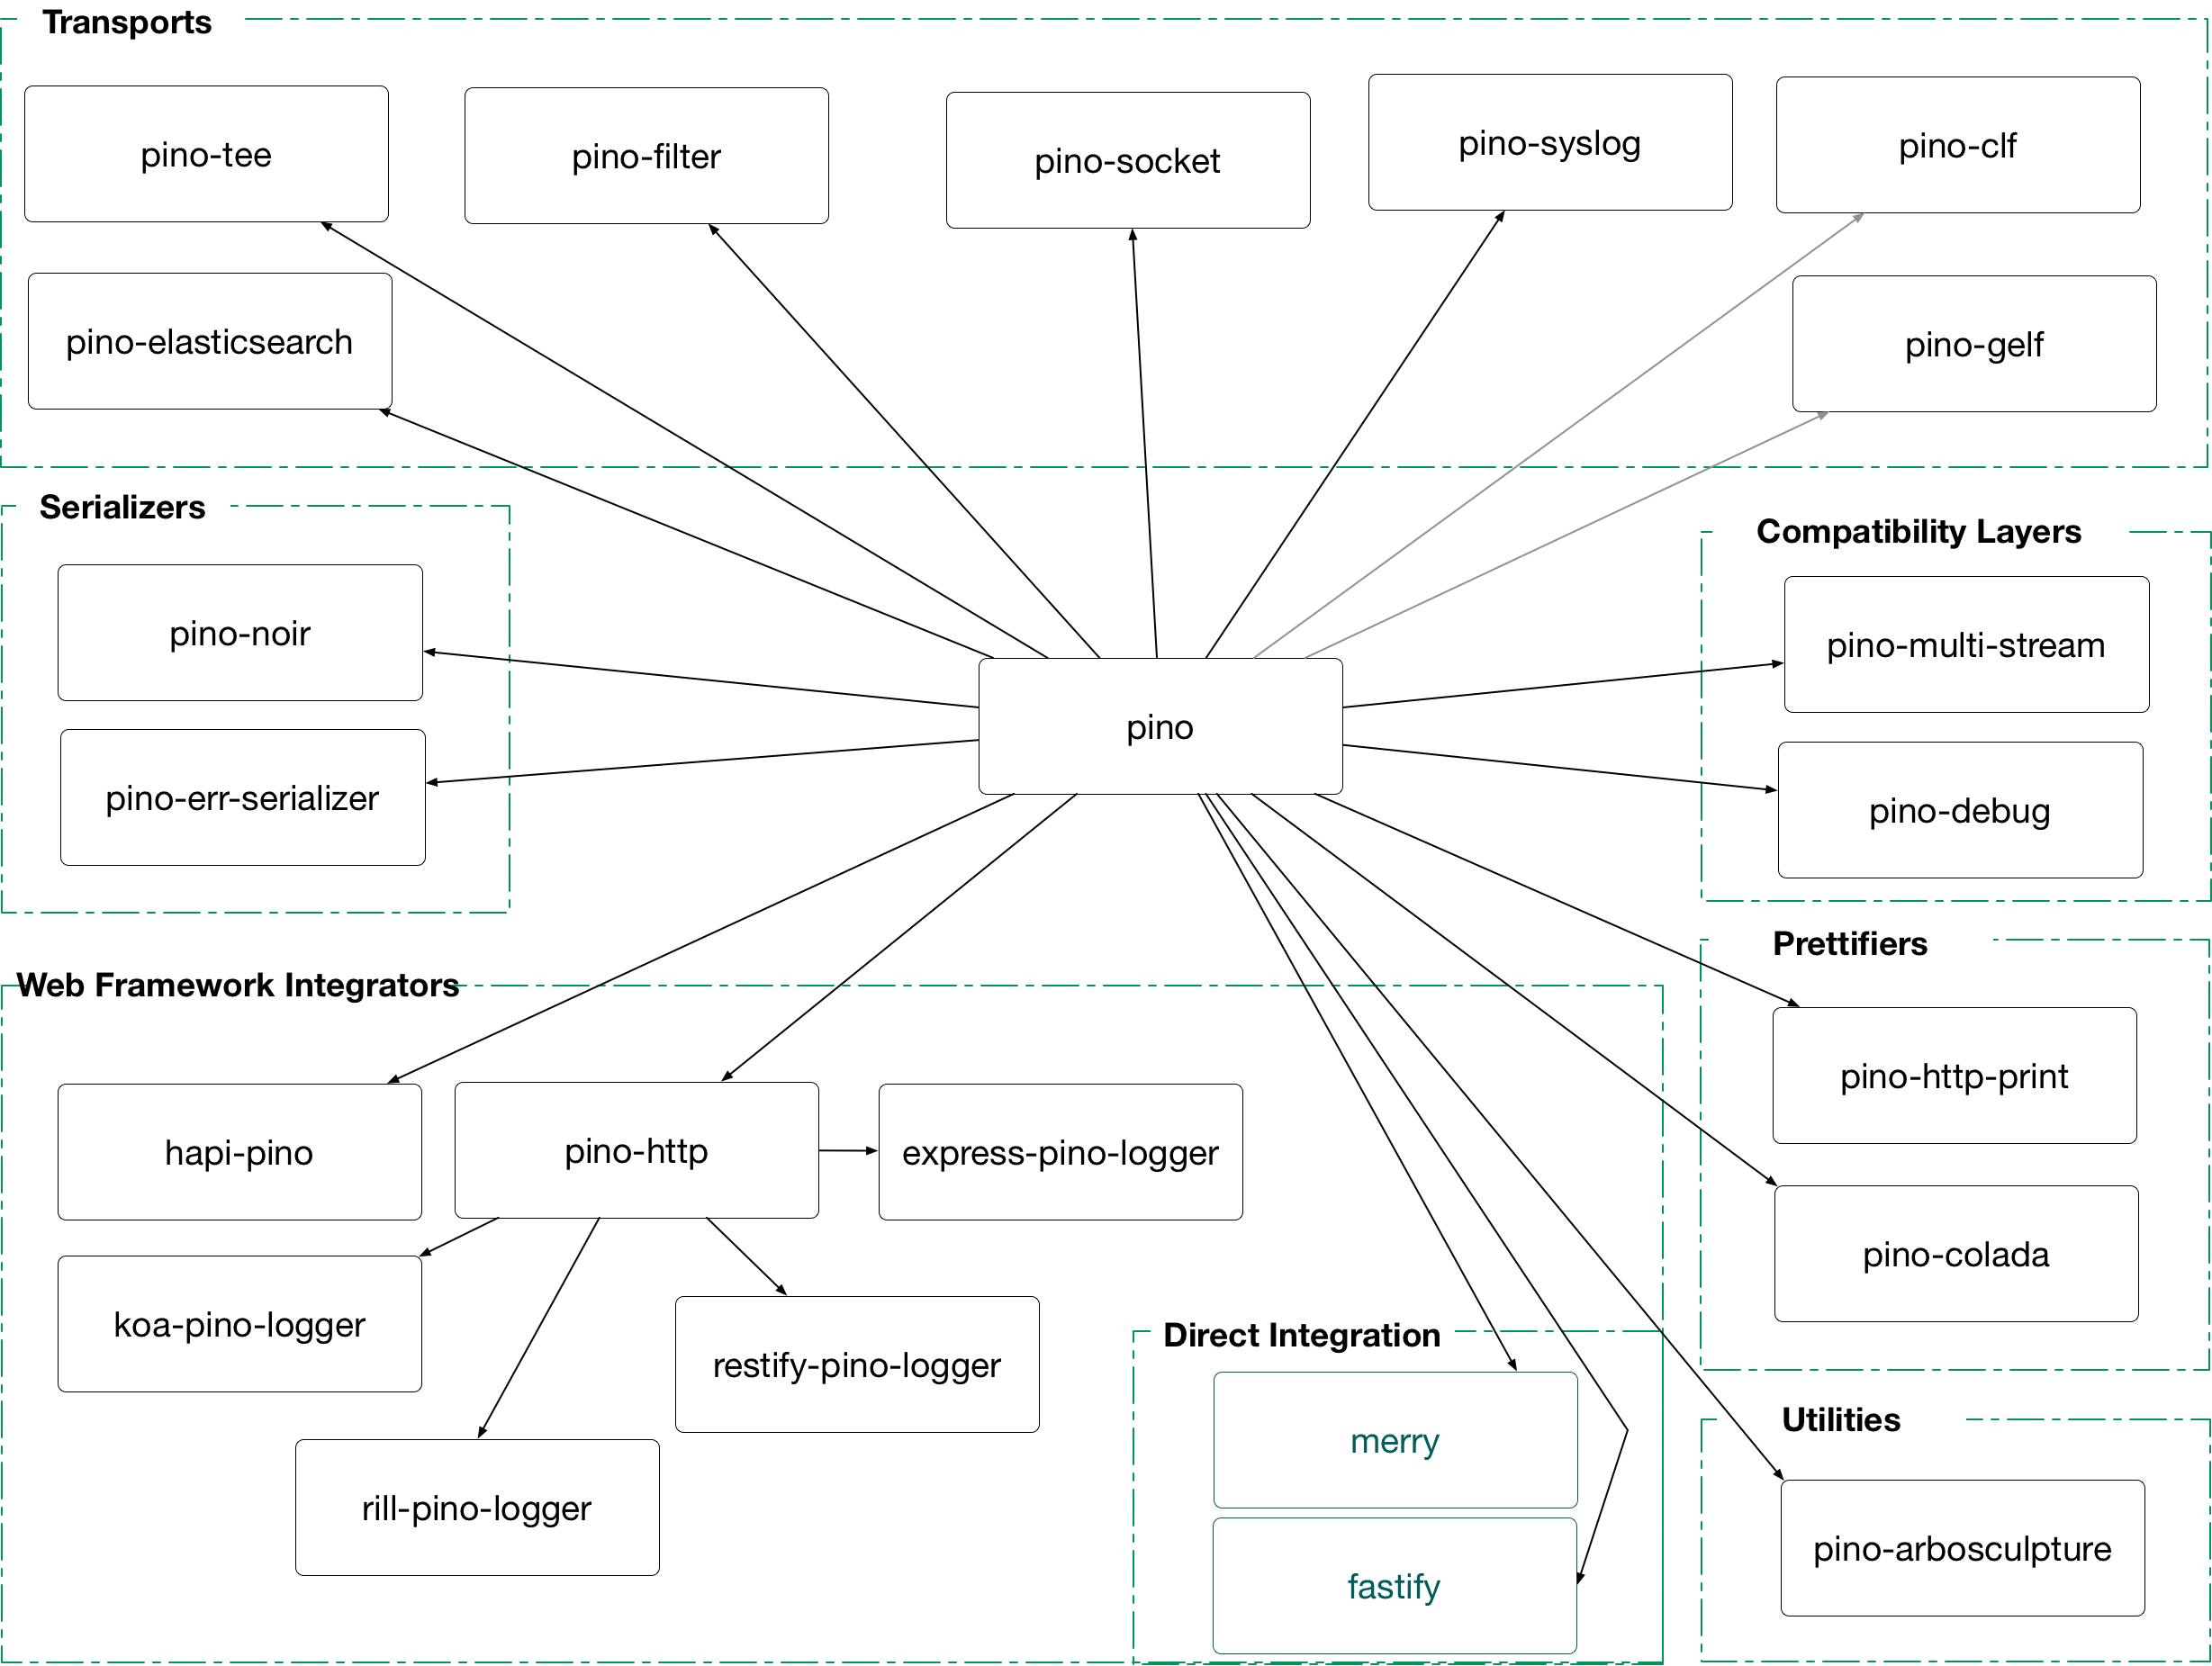 Transports
pino-tee
pino-filter
pino-socket
pino-syslog
pino-clf
pino-elasticsearch
pino-gelf
Serializers
Compatibility Layers
pino-noir
pino-multi-stream
pino
pino-err-serializer
pino-debug
Prettifiers
Web Framework Integrators
pino-http-print
hapi-pino
pino-http
express-pino-logger
pino-colada
koa-pino-logger
restify-pino-logger
Direct Integration
merry
Utilities
rill-pino-logger
fastify
pino-arbosculpture